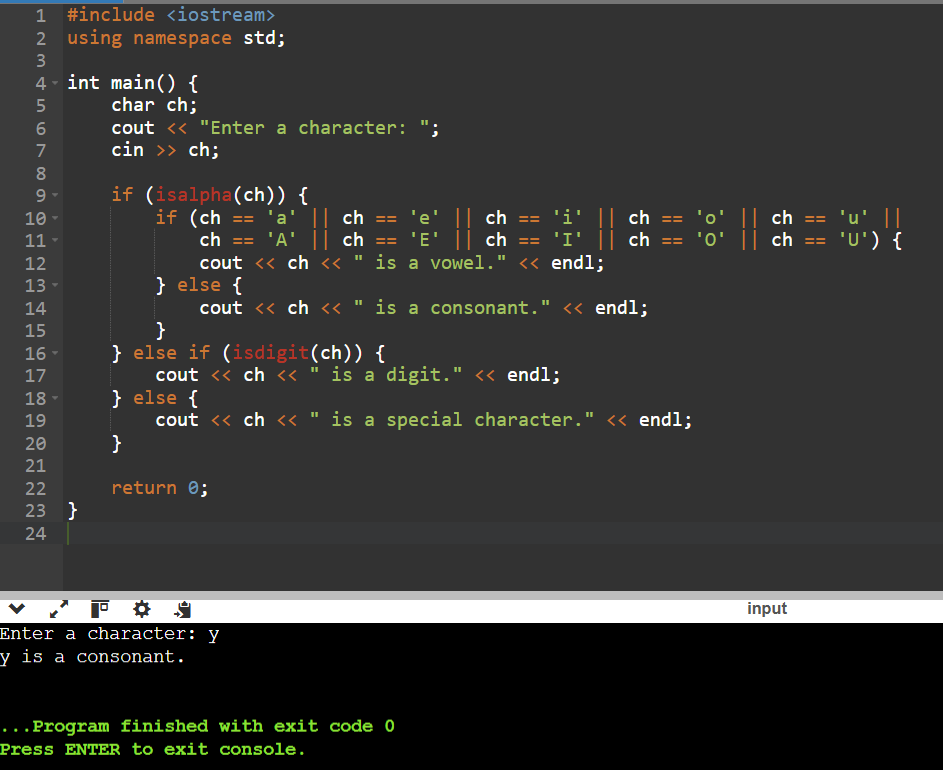 1 #include <iostream>
2 using namespace std;
3
4 int main() {
5     char ch;
6     cout << "Enter a character: ";
7     cin >> ch;
8
9     if (isalpha(ch)) {
10         if (ch == 'a' || ch == 'e' || ch == 'i' || ch == 'o' || ch == 'u' ||
11             ch == 'A' || ch == 'E' || ch == 'I' || ch == 'O' || ch == 'U') {
12             cout << ch << " is a vowel." << endl;
13         } else {
14             cout << ch << " is a consonant." << endl;
15         }
16     } else if (isdigit(ch)) {
17         cout << ch << " is a digit." << endl;
18     } else {
19         cout << ch << " is a special character." << endl;
20     }
21
22     return 0;
23 }
24
input
Enter a character: y
y is a consonant.
...Program finished with exit code 0
Press ENTER to exit console.